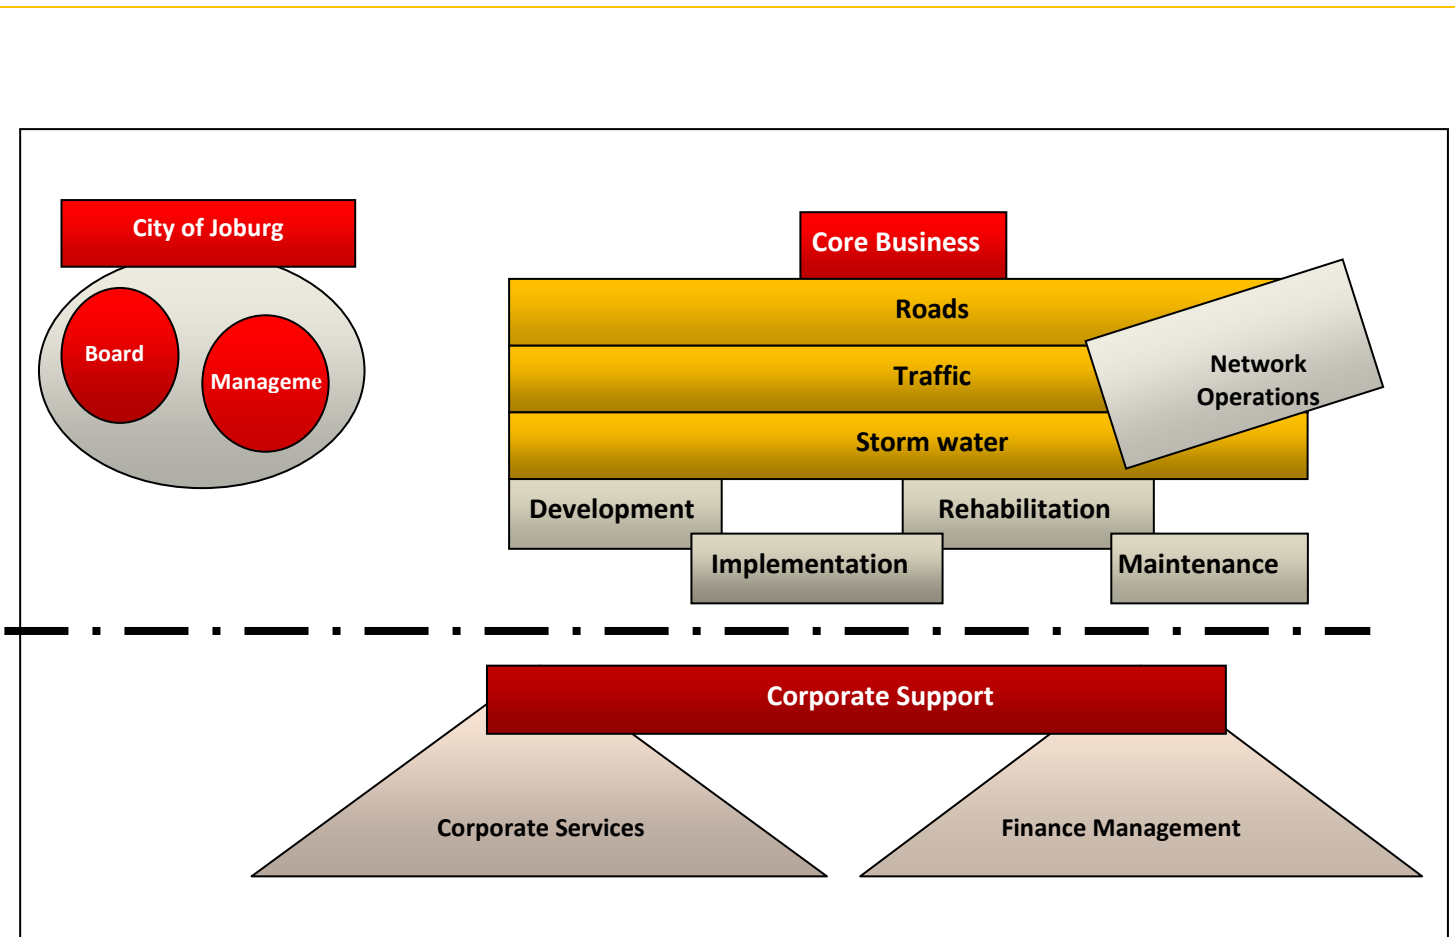 City of Joburg
Board
Manageme
Core Business
Roads
Traffic
Storm water
Network
Operations
Development
Rehabilitation
Implementation
Maintenance
Corporate Support
Corporate Services
Finance Management